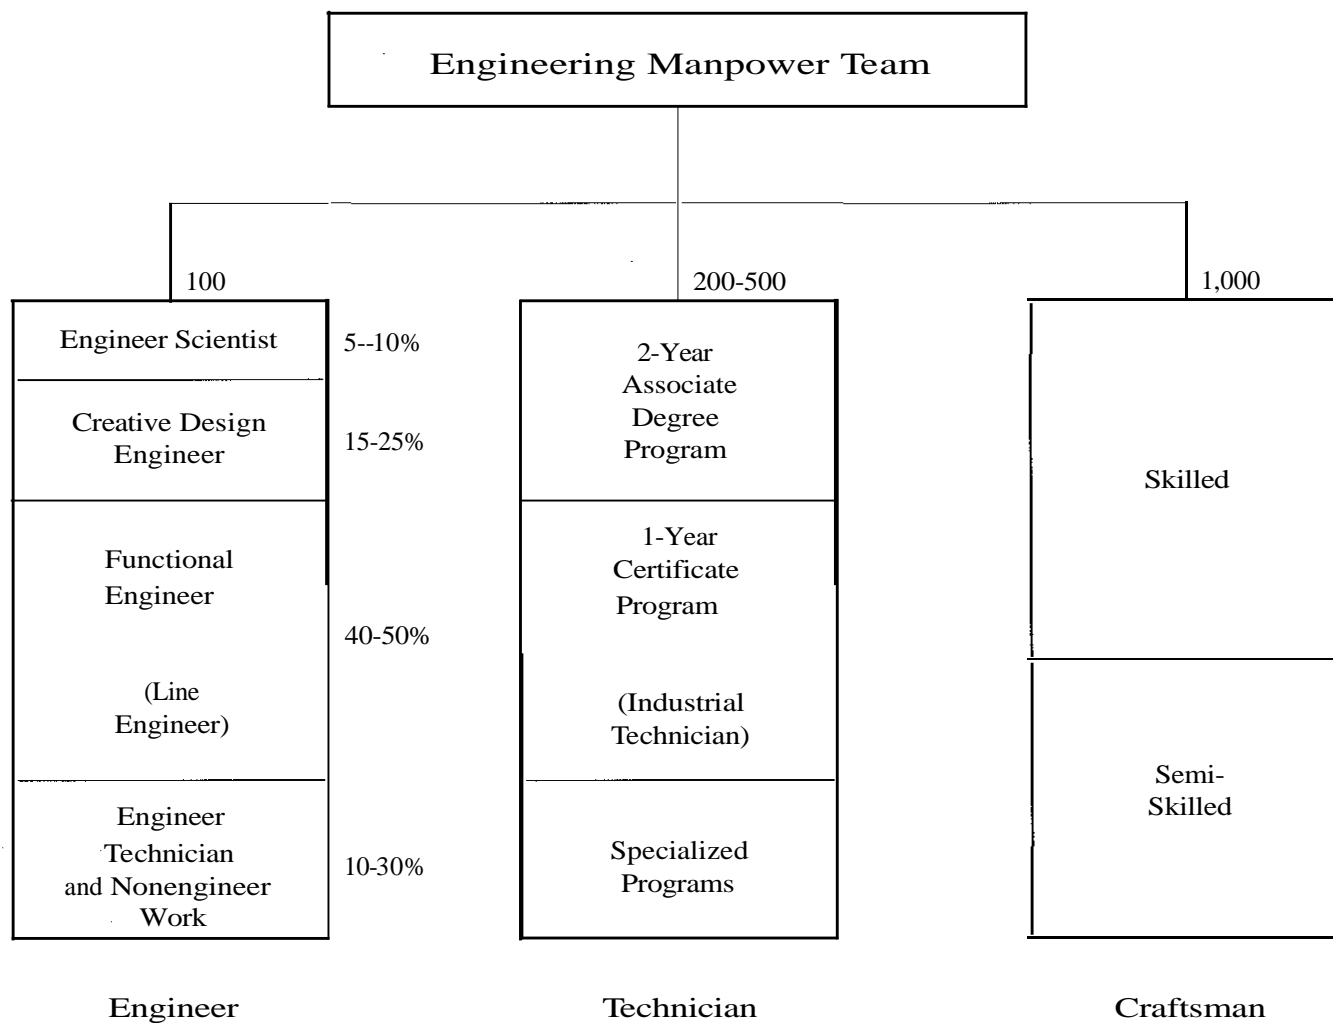 Engineering Manpower Team
100
200-500
1,000
Engineer Scientist
5--10%
Creative Design
Engineer
15-25%
Functional
Engineer
(Line
Engineer)
40-50%
Engineer
Technician
and Nonengineer
Work
10-30%
2-Year
Associate
Degree
Program
1-Year
Certificate
Program
(Industrial
Technician)
Specialized
Programs
Skilled
Semi-
Skilled
Engineer
Technician
Craftsman